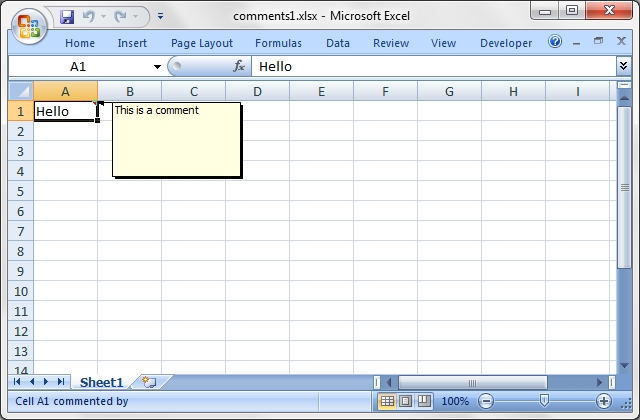 comments1.xlsx - Microsoft Excel
Home Insert Page Layout Formulas Data Review View Developer
A1 fx Hello
A B C D E F G H I
1 Hello This is a comment
2
3
4
5
6
7
8
9
10
11
12
13
14
Sheet1
Cell A1 commented by 100%